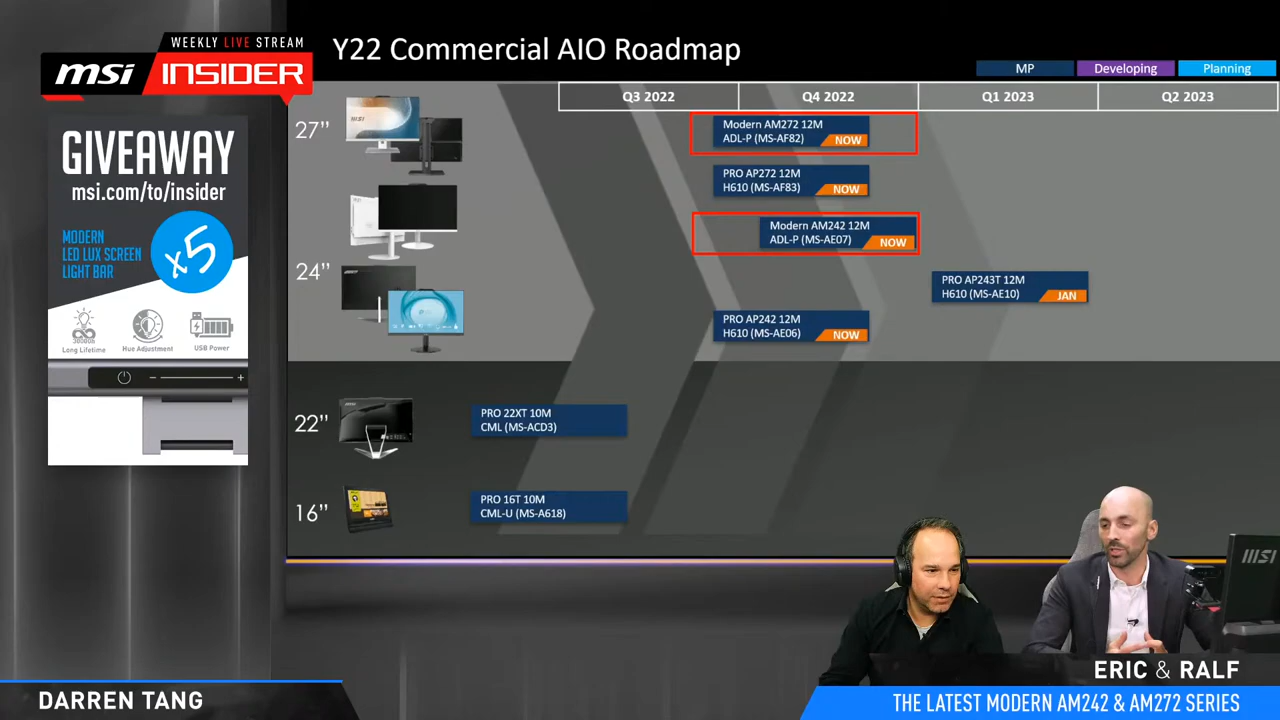 WEEKLY LIVE STREAM
msi INSIDER
GIVEAWAY
msi.com/to/insider
MODERN
LED LUX SCREEN
LIGHT BAR
x5
Long Lifetime
Hue Adjustment
USB Power
Y22 Commercial AIO Roadmap
MP
Developing
Planning
Q3 2022
Q4 2022
Q1 2023
Q2 2023
27”
Modern AM272 12M
ADL-P (MS-AF82)
NOW
PRO AP272 12M
H610 (MS-AF83)
NOW
Modern AM242 12M
ADL-P (MS-AE07)
NOW
24”
PRO AP243T 12M
H610 (MS-AE10)
JAN
PRO AP242 12M
H610 (MS-AE06)
NOW
22”
PRO 22XT 10M
CML (MS-ACD3)
16”
PRO 16T 10M
CML-U (MS-A618)
msi
ERIC & RALF
DARREN TANG
THE LATEST MODERN AM242 & AM272 SERIES